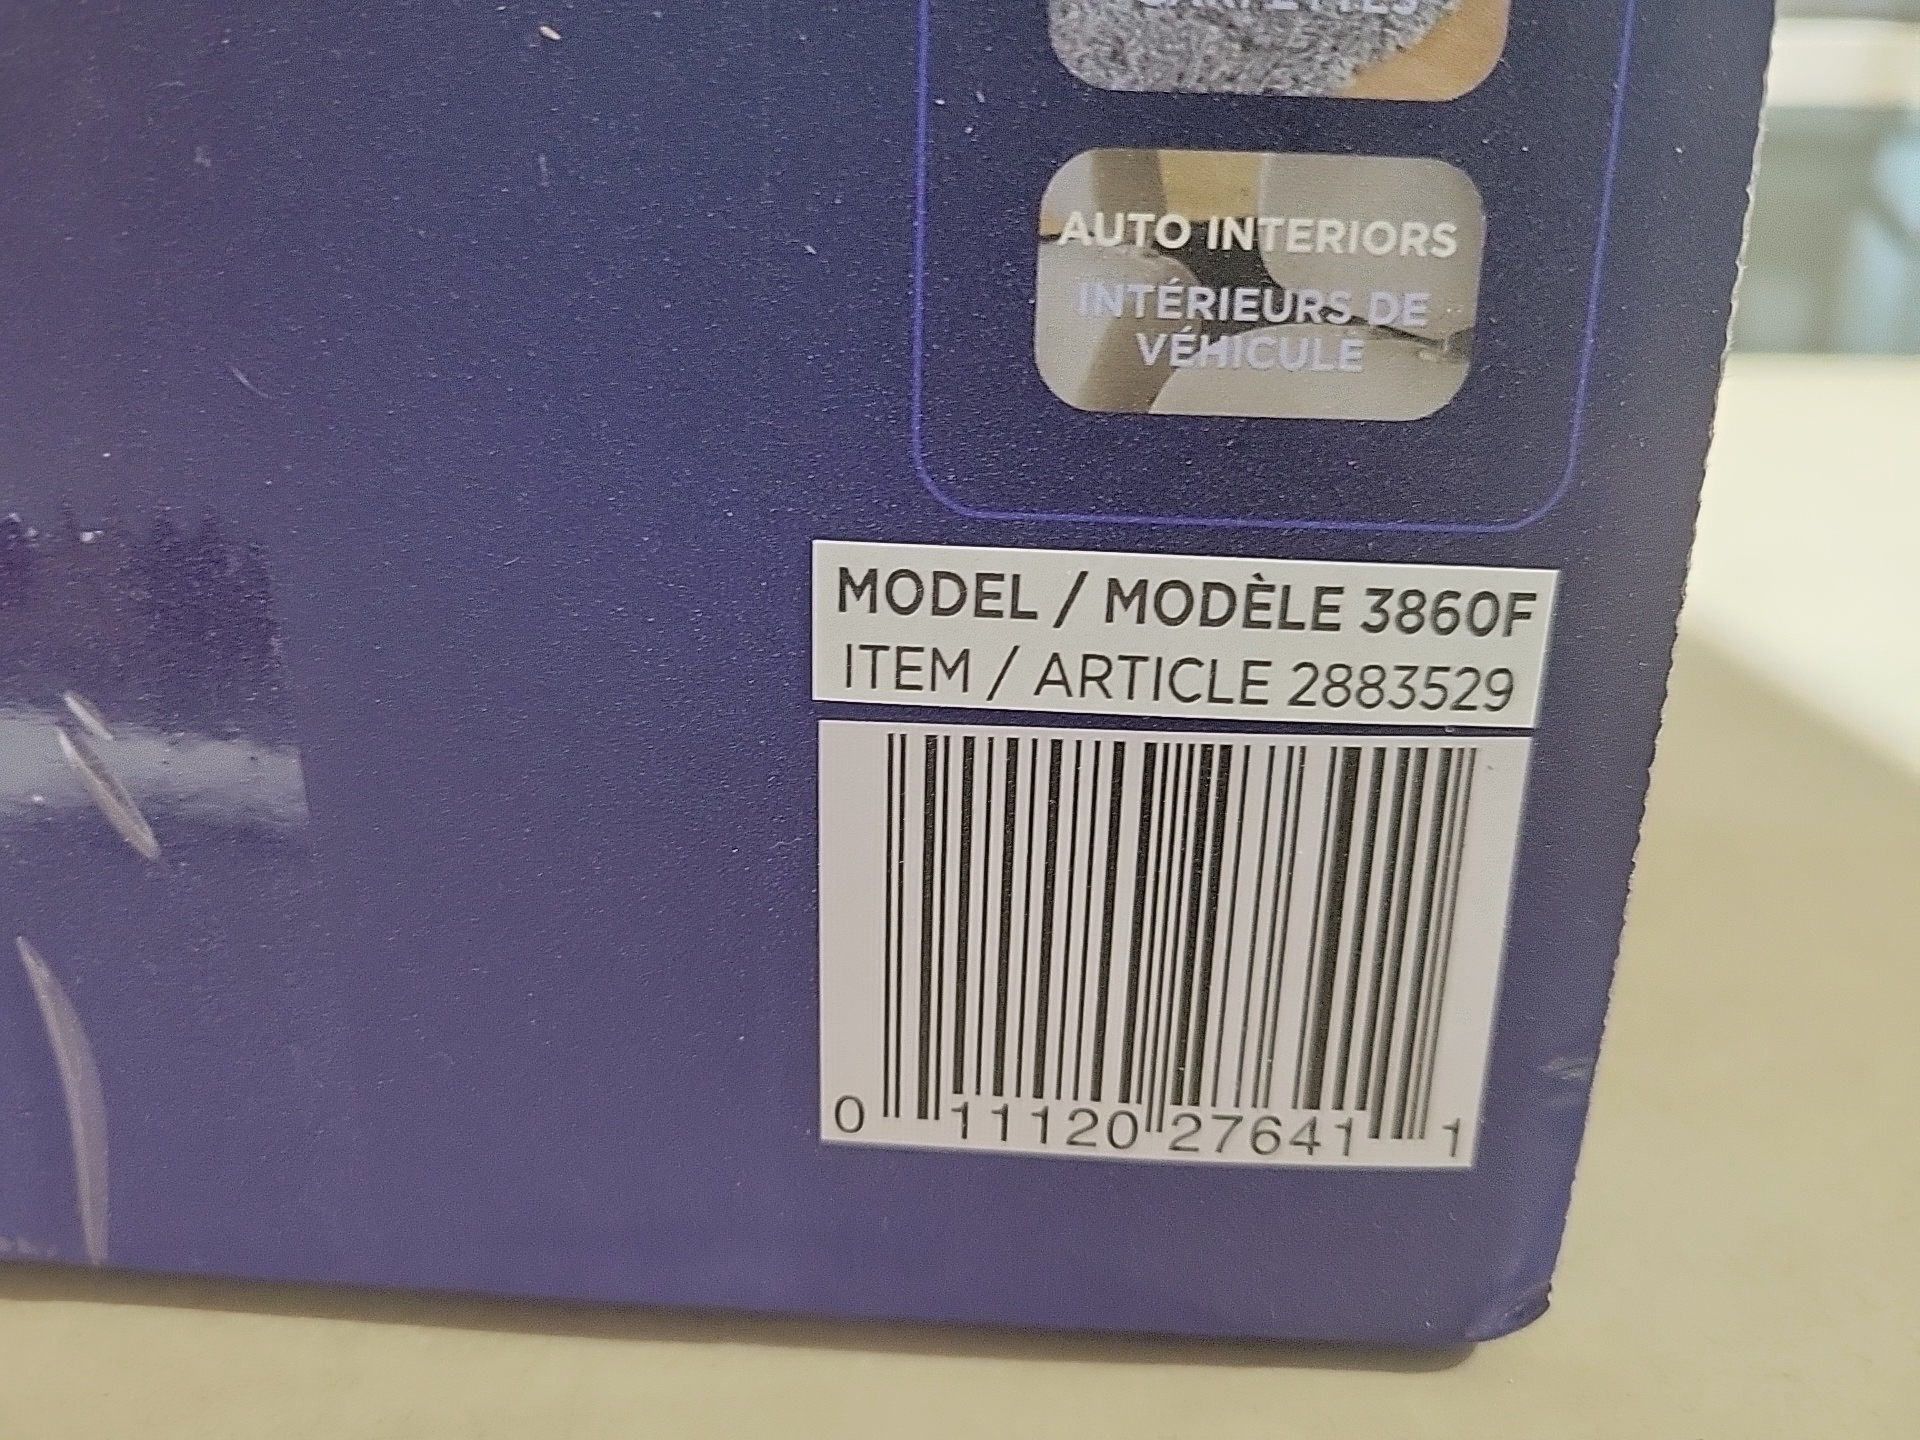 AUTO INTERIORS
INTÉRIEURS DE
VÉHICULE
MODEL / MODÈLE 3860F
ITEM / ARTICLE 2883529
0 11120 27641 1